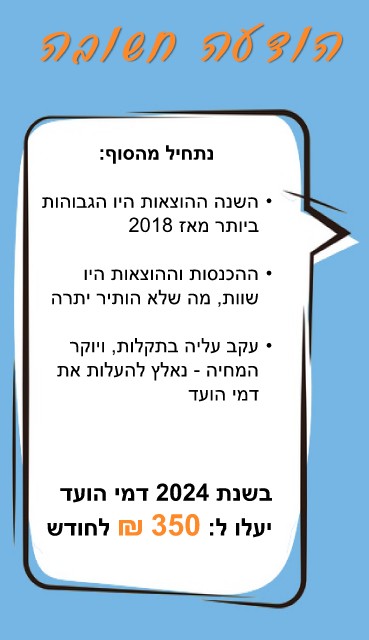 הודעה חשובה
נתחיל מהסוף:
• השנה ההוצאות היו הגבוהות
ביותר מאז 2018
• ההכנסות וההוצאות היו
שוות, מה שלא הותיר יתרה
• עקב עליה בתקלות, ויוקר
המחיה - נאלץ להעלות את
דמי הועד
בשנת 2024 דמי הועד
יעלו ל: 350 ₪ לחודש